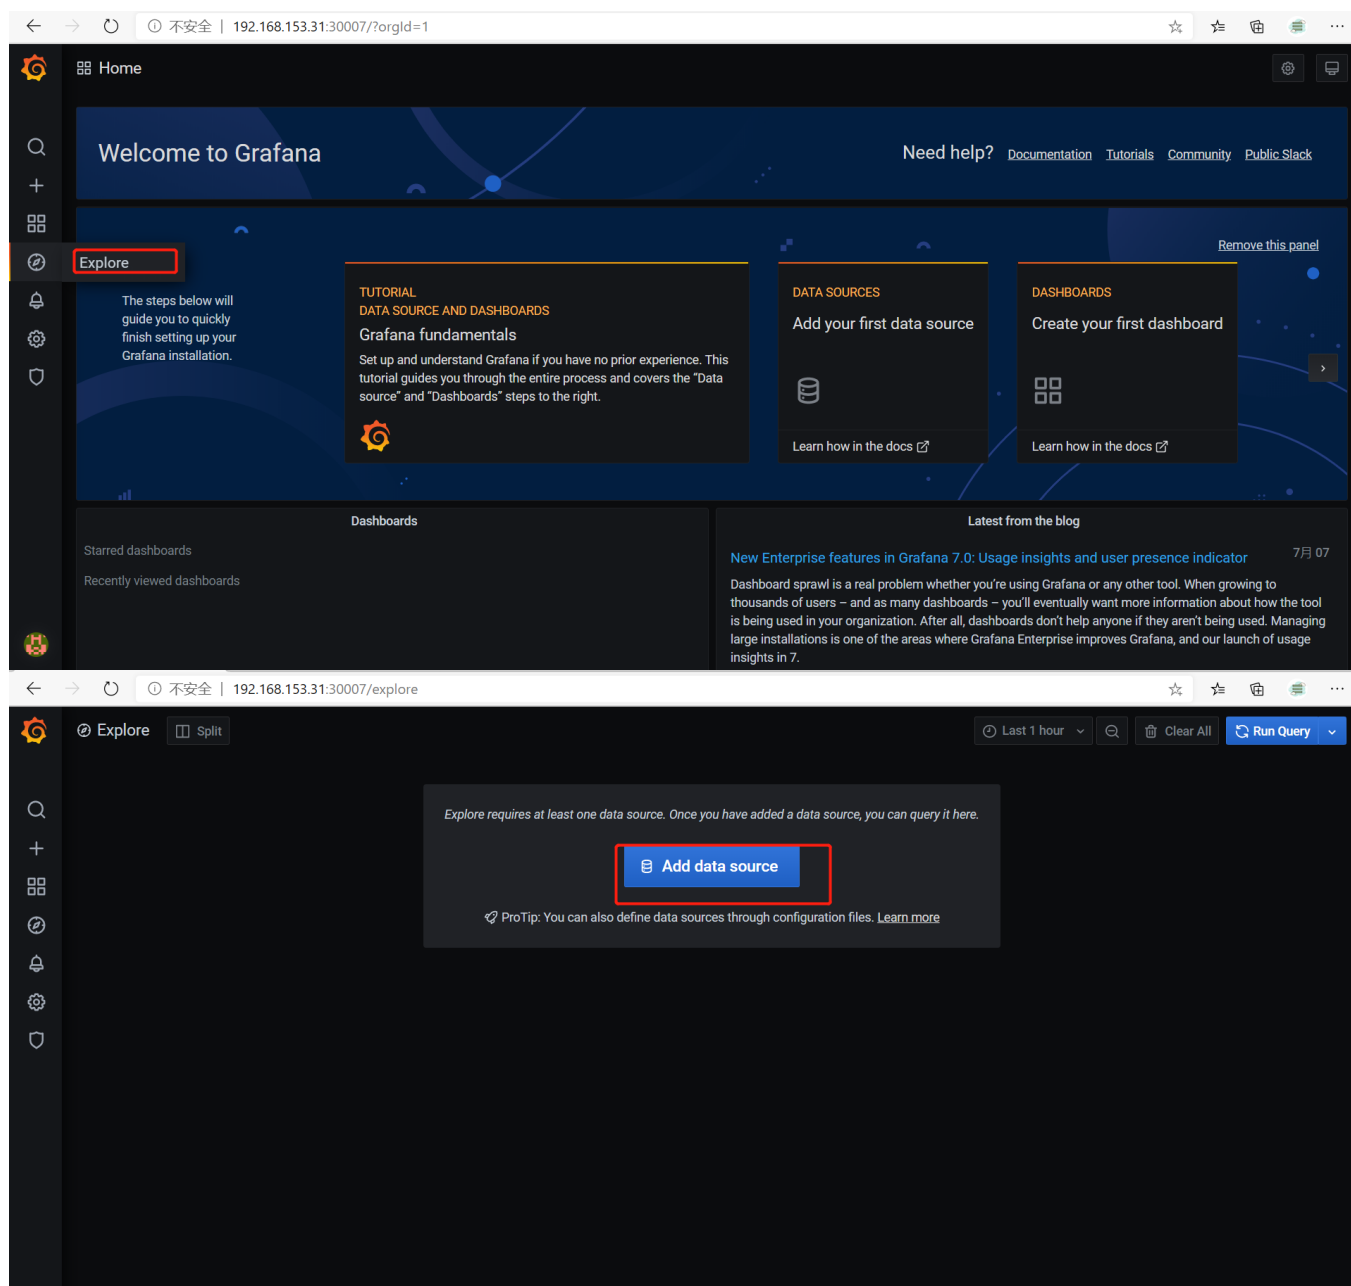 不安全 | 192.168.153.31:30007/?orgId=1
Home
Welcome to Grafana
Need help? Documentation Tutorials Community Public Slack
Remove this panel
Explore
The steps below will
guide you to quickly
finish setting up your
Grafana installation.
TUTORIAL
DATA SOURCE AND DASHBOARDS
Grafana fundamentals
Set up and understand Grafana if you have no prior experience. This
tutorial guides you through the entire process and covers the “Data
source” and “Dashboards” steps to the right.
DATA SOURCES
Add your first data source
Learn how in the docs
DASHBOARDS
Create your first dashboard
Learn how in the docs
Dashboards
Starred dashboards
Recently viewed dashboards
Latest from the blog
New Enterprise features in Grafana 7.0: Usage insights and user presence indicator
7月 07
Dashboard sprawl is a real problem whether you’re using Grafana or any other tool. When growing to
thousands of users – and as many dashboards – you’ll eventually want more information about how the tool
is being used in your organization. After all, dashboards don’t help anyone if they aren’t being used. Managing
large installations is one of the areas where Grafana Enterprise improves Grafana, and our launch of usage
insights in 7.
不安全 | 192.168.153.31:30007/explore
Explore Split Last 1 hour Clear All Run Query
Explore requires at least one data source. Once you have added a data source, you can query it here.
Add data source
ProTip: You can also define data sources through configuration files. Learn more